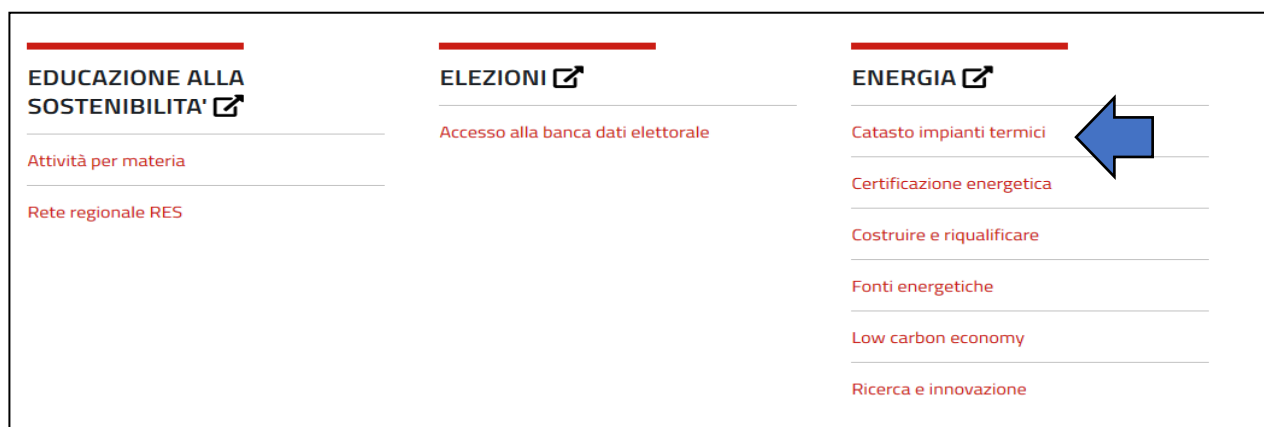 EDUCAZIONE ALLA
SOSTENIBILITA'
Attività per materia
Rete regionale RES
ELEZIONI
Accesso alla banca dati elettorale
ENERGIA
Catasto impianti termici
Certificazione energetica
Costruire e riqualificare
Fonti energetiche
Low carbon economy
Ricerca e innovazione